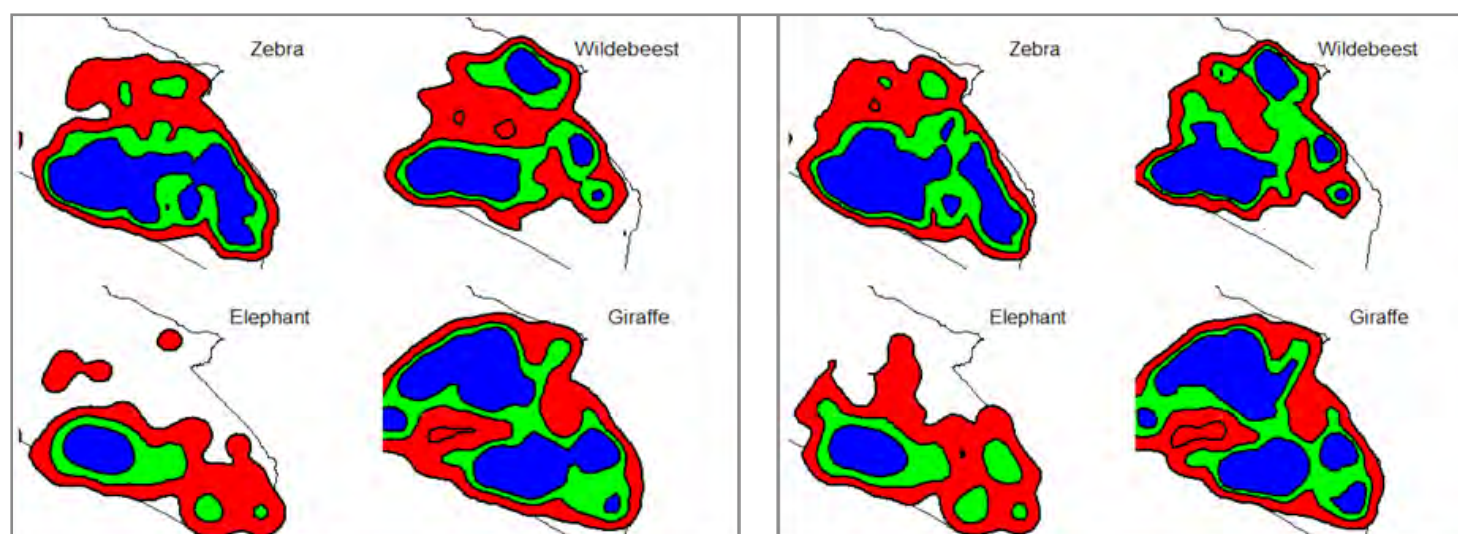 Zebra
Wildebeest
Elephant
Giraffe
Zebra
Wildebeest
Elephant
Giraffe